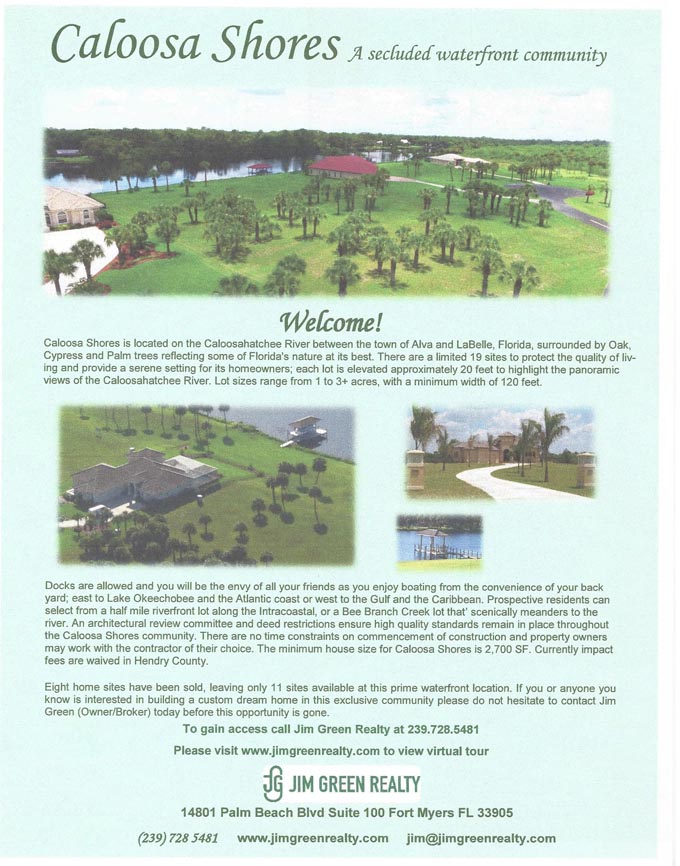 Caloosa Shores A secluded waterfront community
Welcome!
Caloosa Shores is located on the Caloosahatchee River between the town of Alva and LaBelle, Florida, surrounded by Oak,
Cypress and Palm trees reflecting some of Florida's nature at its best. There are a limited 19 sites to protect the quality of liv-
ing and provide a serene setting for its homeowners; each lot is elevated approximately 20 feet to highlight the panoramic
views of the Caloosahatchee River. Lot sizes range from 1 to 3+ acres, with a minimum width of 120 feet.
Docks are allowed and you will be the envy of all your friends as you enjoy boating from the convenience of your back
yard; east to Lake Okeechobee and the Atlantic coast or west to the Gulf and the Caribbean. Prospective residents can
select from a half mile riverfront lot along the Intracoastal, or a Bee Branch Creek lot that' scenically meanders to the
river. An architectural review committee and deed restrictions ensure high quality standards remain in place throughout
the Caloosa Shores community. There are no time constraints on commencement of construction and property owners
may work with the contractor of their choice. The minimum house size for Caloosa Shores is 2,700 SF. Currently impact
fees are waived in Hendry County.
Eight home sites have been sold, leaving only 11 sites available at this prime waterfront location. If you or anyone you
know is interested in building a custom dream home in this exclusive community please do not hesitate to contact Jim
Green (Owner/Broker) today before this opportunity is gone.
To gain access call Jim Green Realty at 239.728.5481
Please visit www.jimgreenrealty.com to view virtual tour
JG JIM GREEN REALTY
14801 Palm Beach Blvd Suite 100 Fort Myers FL 33905
(239) 728 5481 www.jimgreenrealty.com jim@jimgreenrealty.com